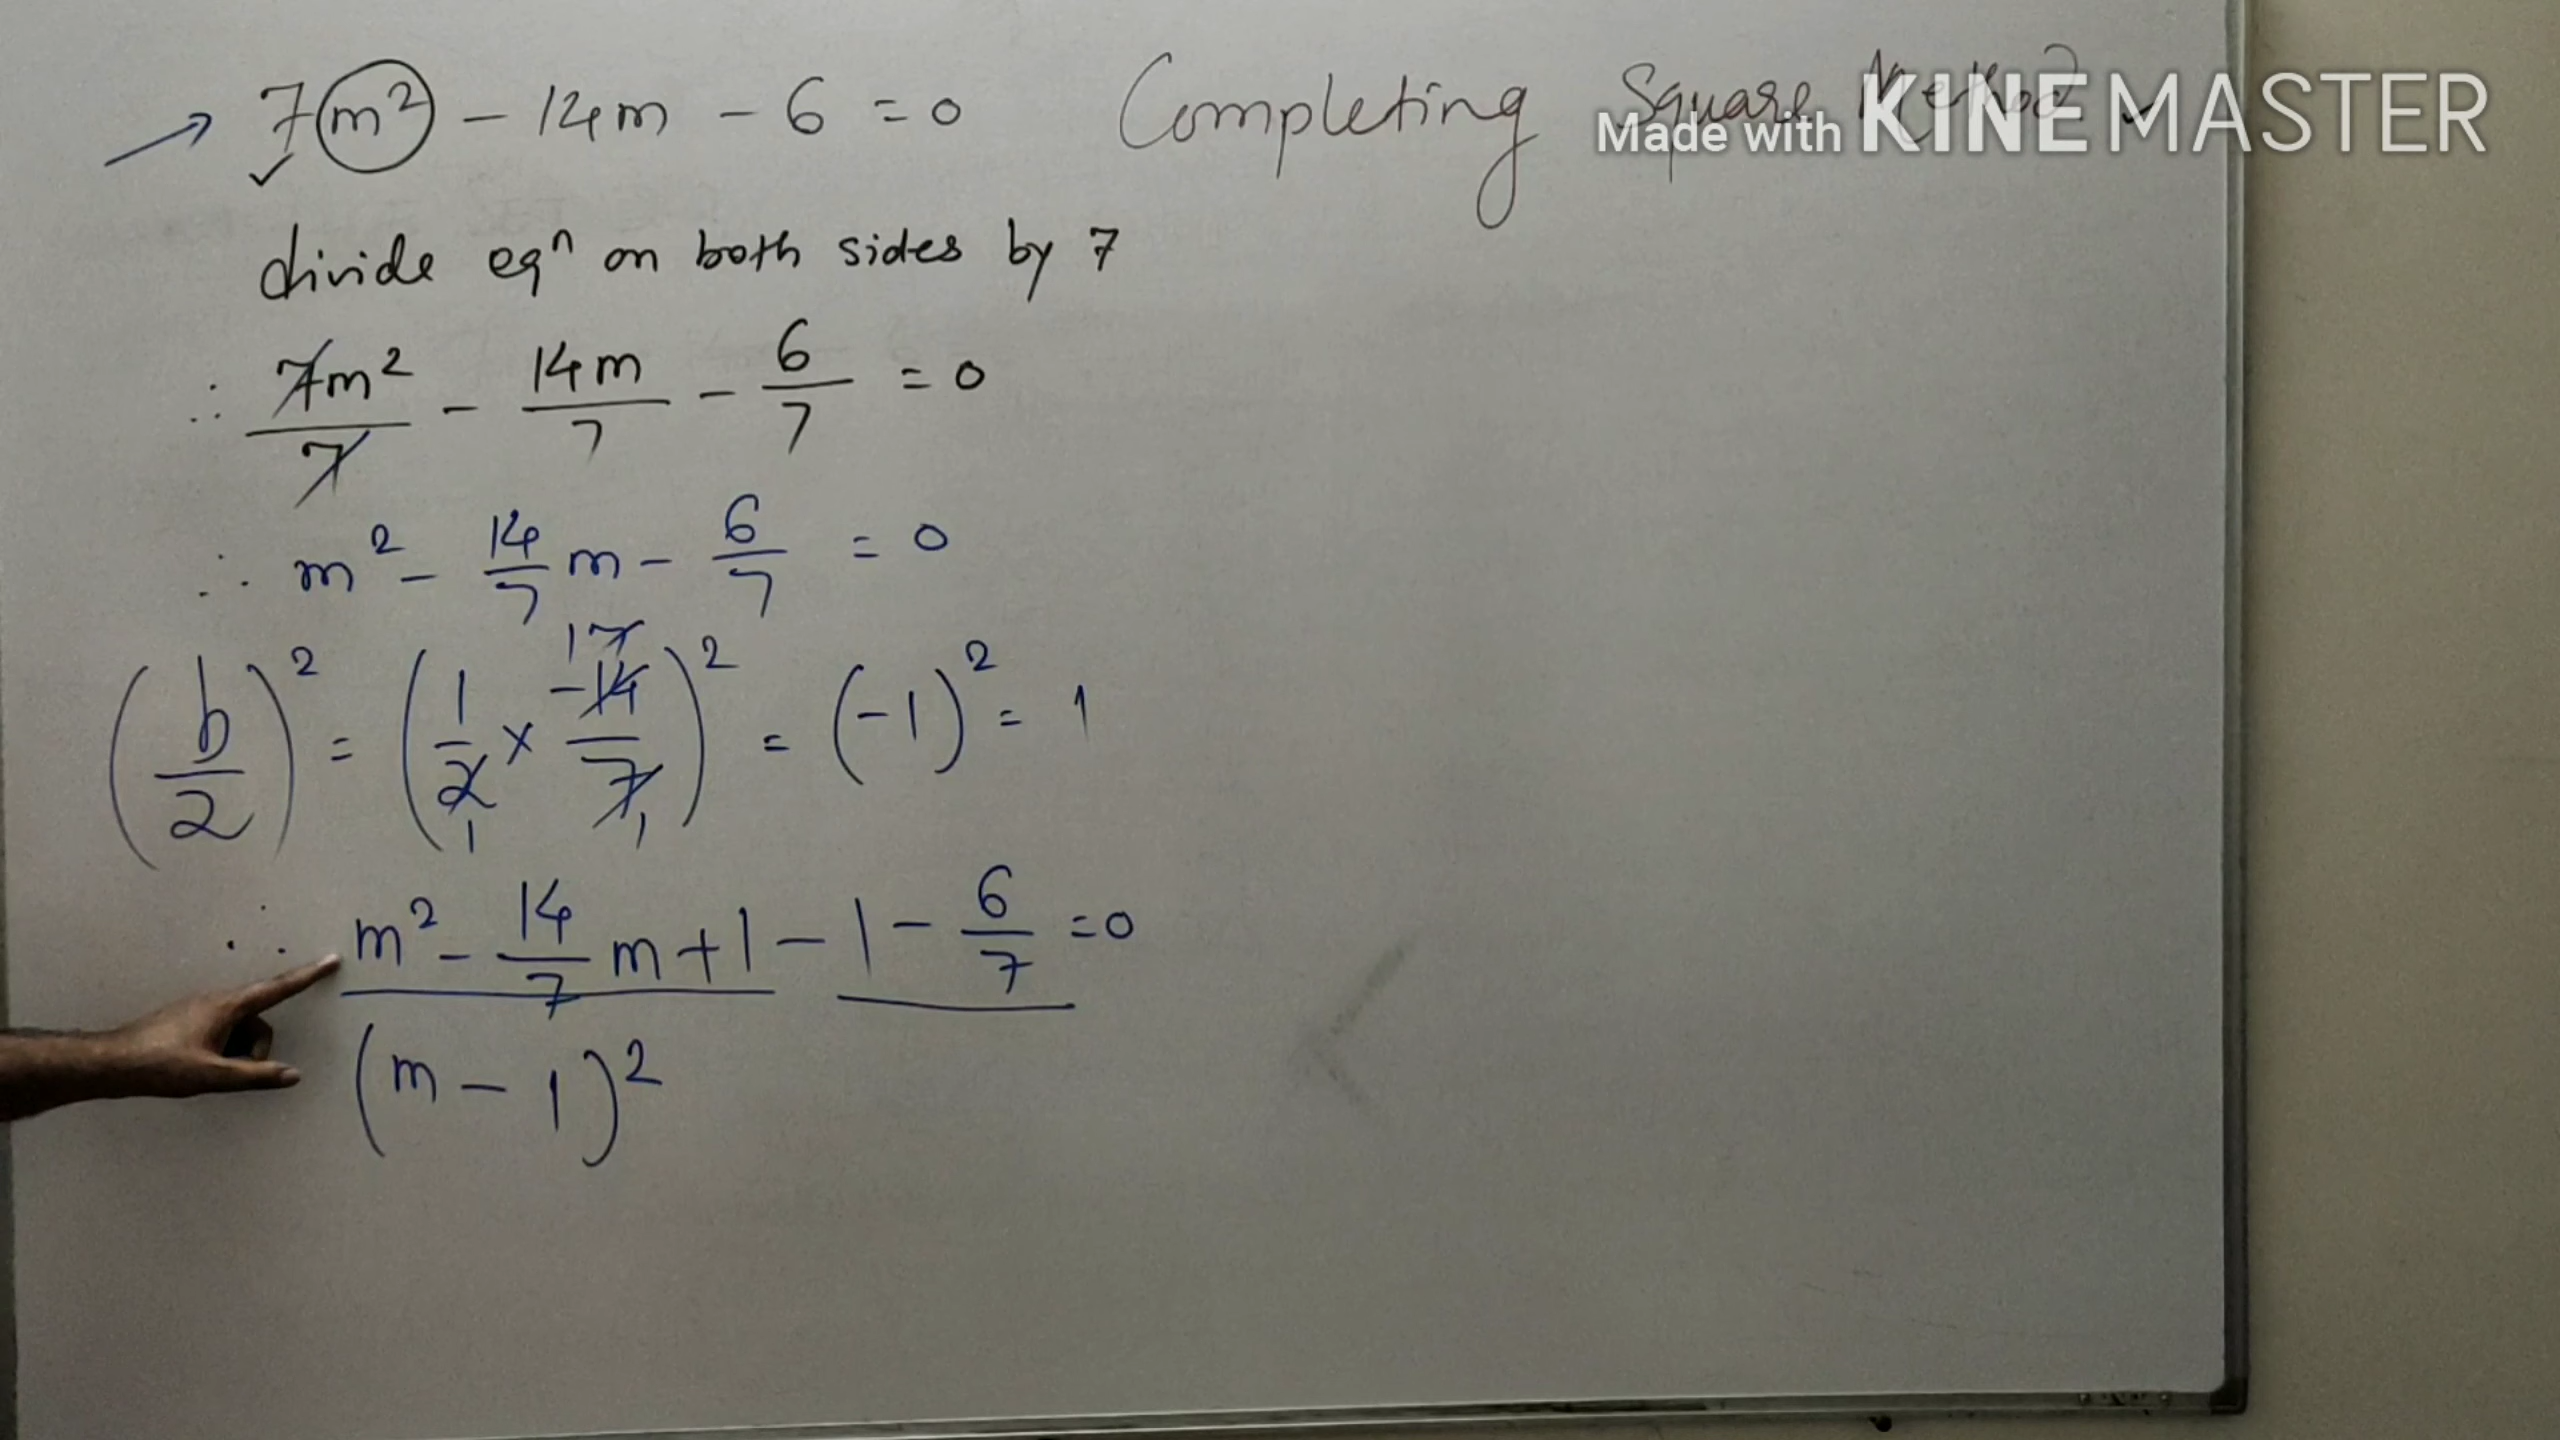 7m² - 14m - 6 = 0 Completing Square Method
Made with KINEMASTER
divide eqⁿ on both sides by 7
∴ 7m²/7 - 14m/7 - 6/7 = 0
∴ m² - 14/7 m - 6/7 = 0
(b/2)² = (1/2 × -14/7)² = (-1)² = 1
∴ m² - 14/7 m + 1 - 1 - 6/7 = 0
(m - 1)²